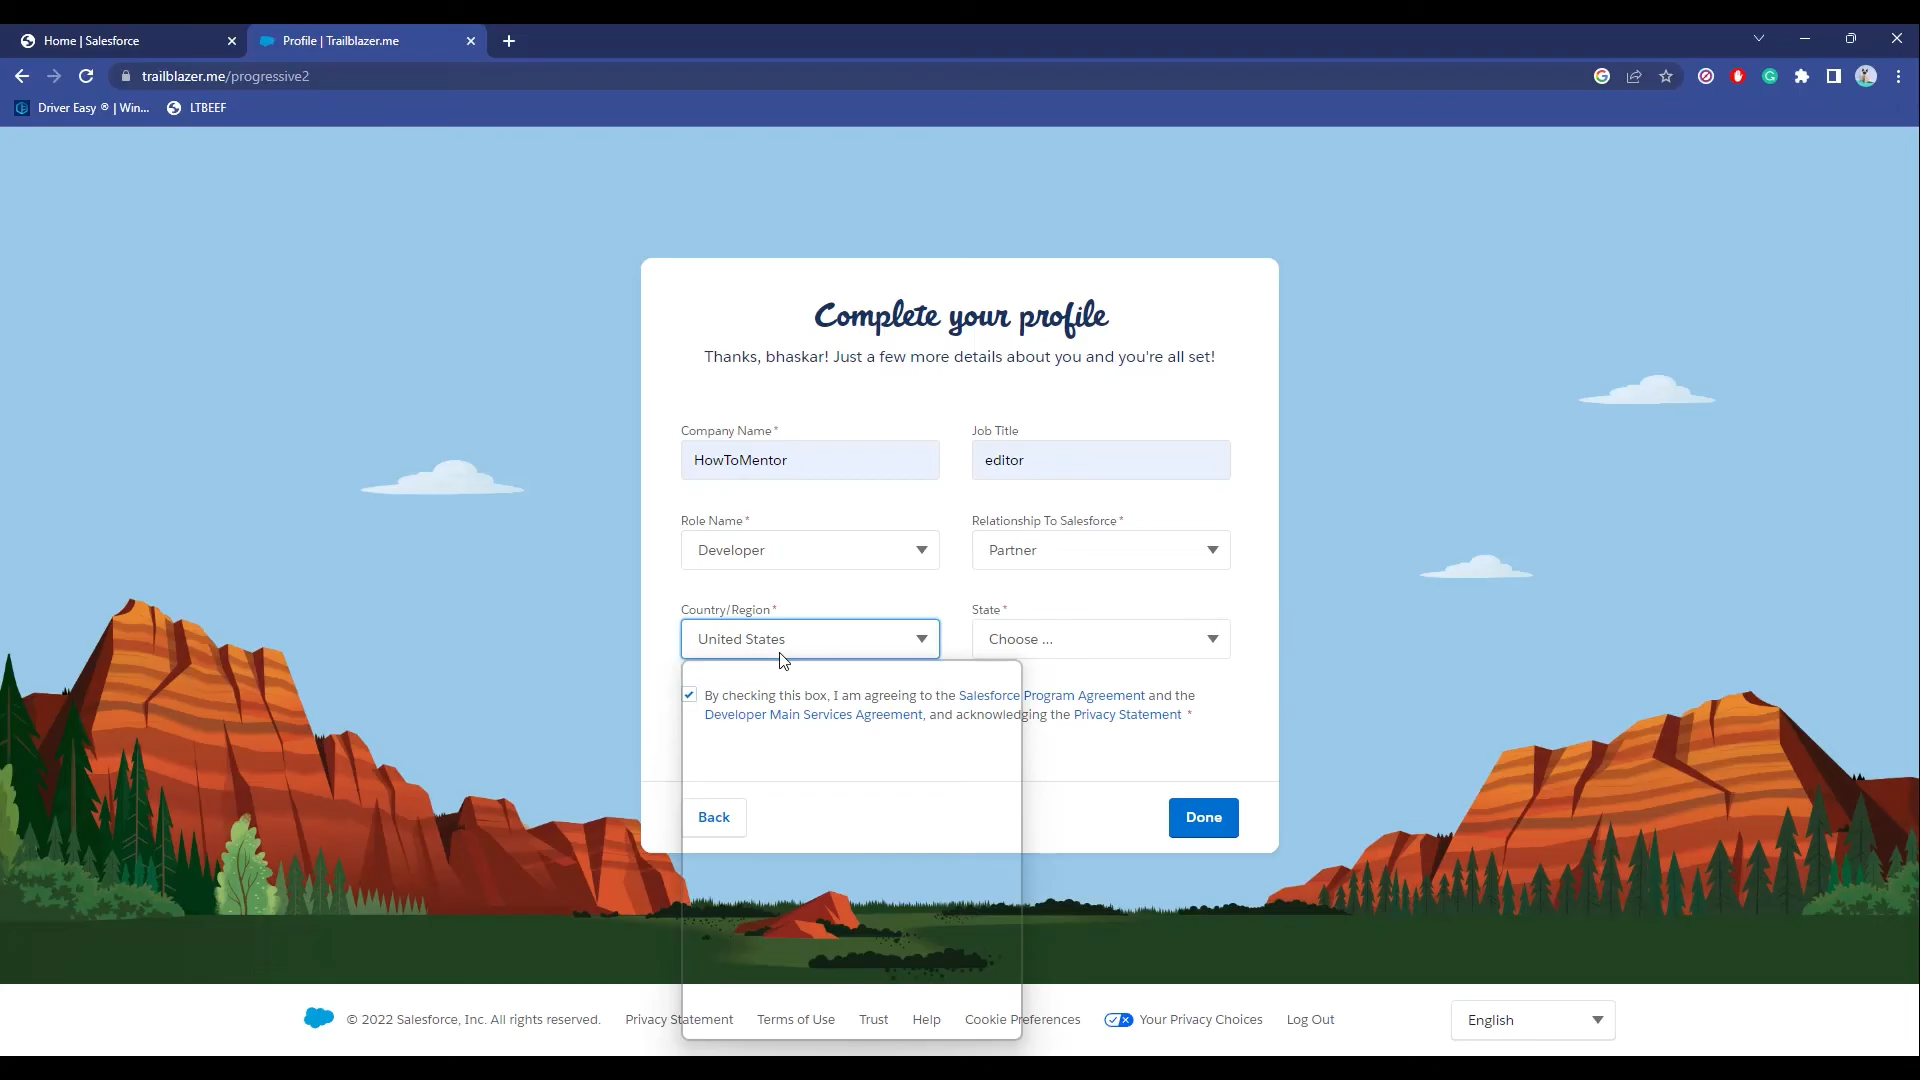 Home | Salesforce
Profile | Trailblazer.me
trailblazer.me/progressive2
Driver Easy ® | Win...
LTBEEF
Complete your profile
Thanks, bhaskar! Just a few more details about you and you're all set!
Company Name*
Job Title
HowToMentor
editor
Role Name*
Relationship To Salesforce*
Developer
Partner
Country/Region*
State*
United States
Choose ...
By checking this box, I am agreeing to the Salesforce Program Agreement and the
Developer Main Services Agreement, and acknowledging the Privacy Statement *
Back
Done
© 2022 Salesforce, Inc. All rights reserved.
Privacy Statement
Terms of Use
Trust
Help
Cookie Preferences
Your Privacy Choices
Log Out
English